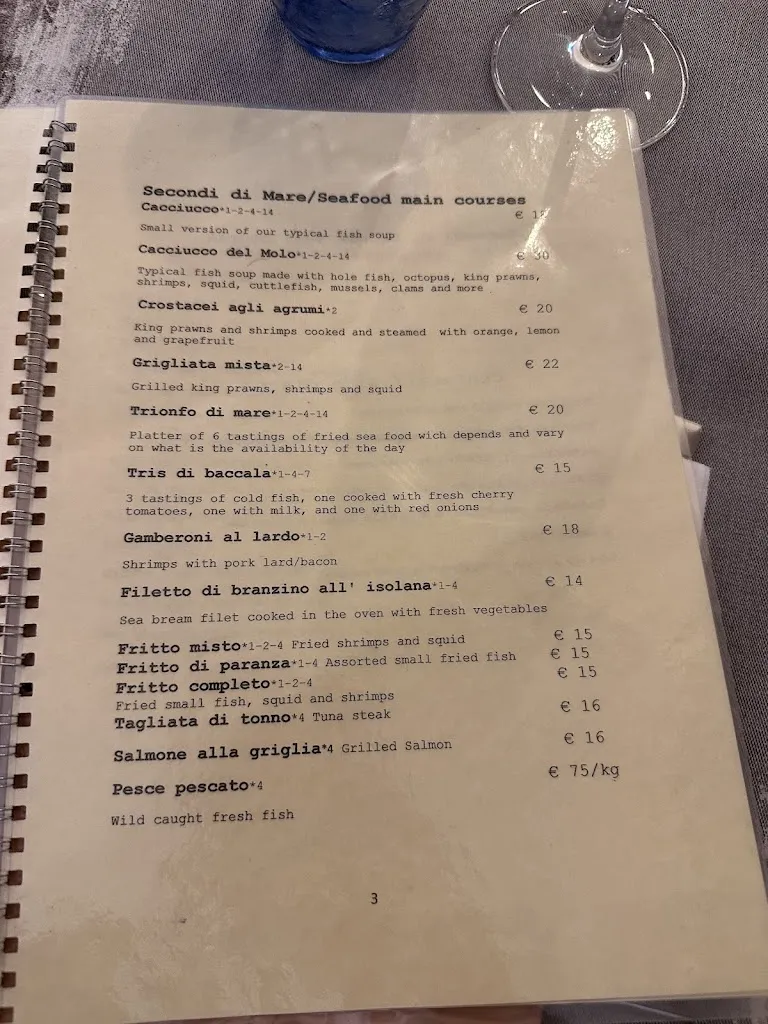 Secondi di Mare/Seafood main courses
Cacciucco*1-2-4-14 € 18
Small version of our typical fish soup
Cacciucco del Molo*1-2-4-14 € 30
Typical fish soup made with hole fish, octopus, king prawns,
shrimps, squid, cuttlefish, mussels, clams and more
Crostacei agli agrumi*2 € 20
King prawns and shrimps cooked and steamed with orange, lemon
and grapefruit
Grigliata mista*2-14 € 22
Grilled king prawns, shrimps and squid
Trionfo di mare*1-2-4-14 € 20
Platter of 6 tastings of fried sea food wich depends and vary
on what is the availability of the day
Tris di baccalà*1-4-7 € 15
3 tastings of cold fish, one cooked with fresh cherry
tomatoes, one with milk, and one with red onions
Gamberoni al lardo*1-2 € 18
Shrimps with pork lard/bacon
Filetto di branzino all' isolana*1-4 € 14
Sea bream filet cooked in the oven with fresh vegetables
Fritto misto*1-2-4 Fried shrimps and squid € 15
Fritto di paranza*1-4 Assorted small fried fish € 15
Fritto completo*1-2-4 € 15
Fried small fish, squid and shrimps
Tagliata di tonno*4 Tuna steak € 16
Salmone alla griglia*4 Grilled Salmon € 16
Pesce pescato*4 € 75/kg
Wild caught fresh fish
3